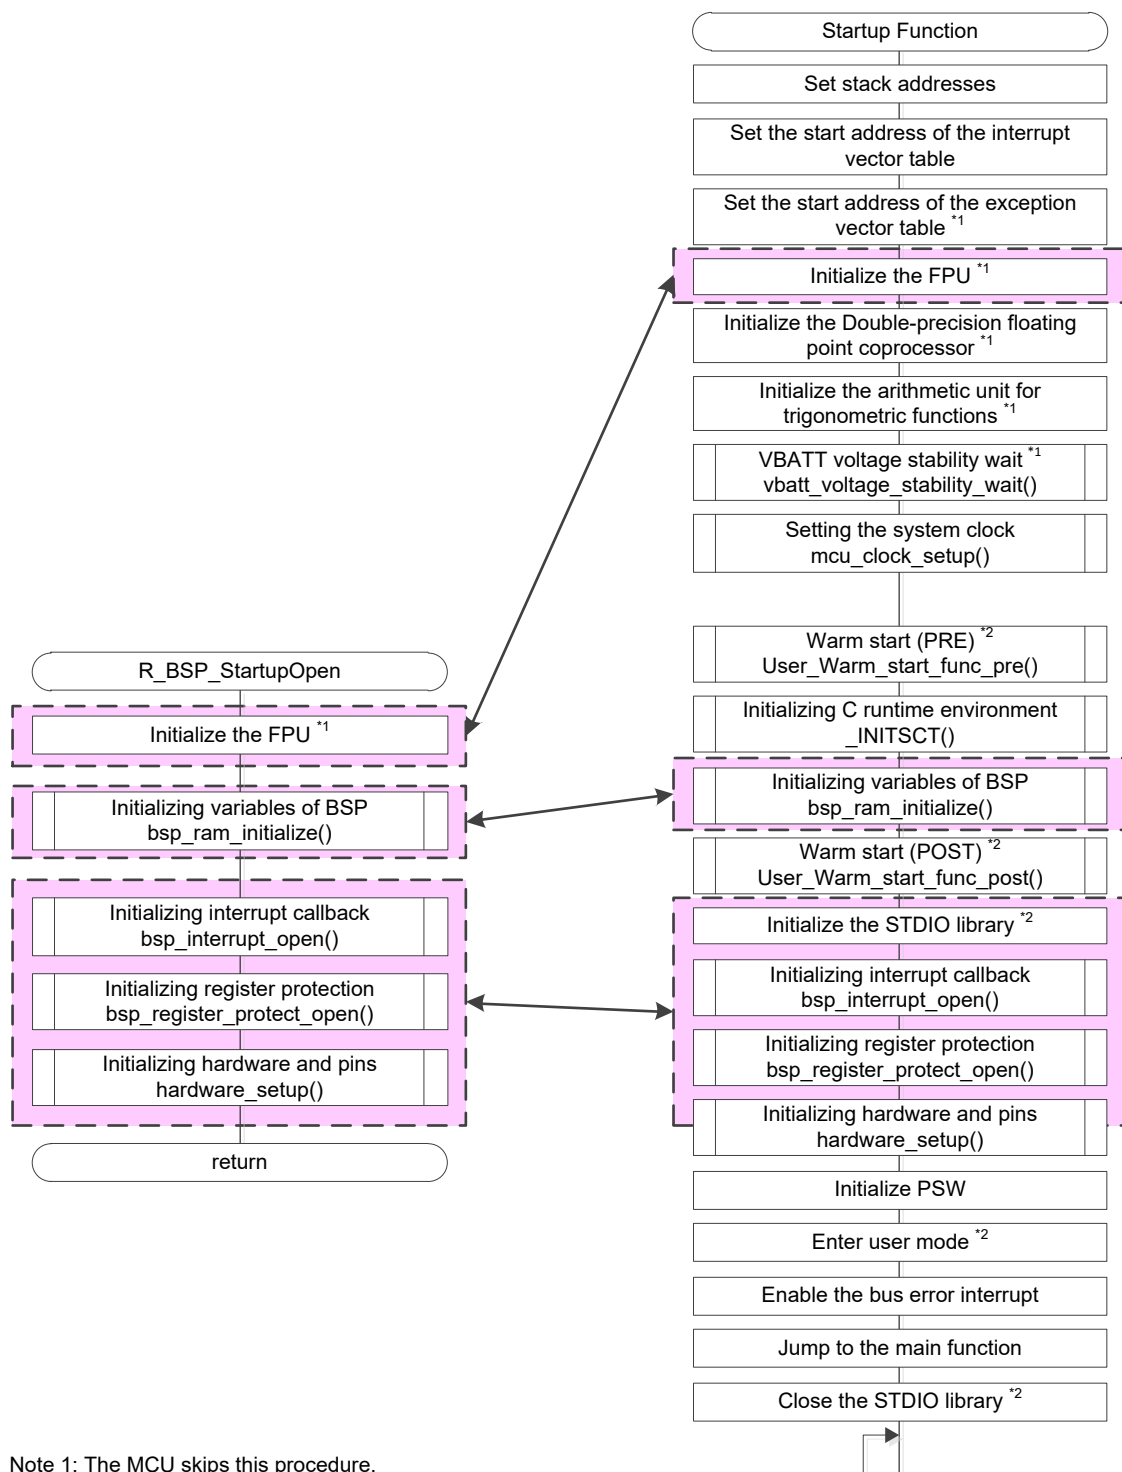 Startup Function
Set stack addresses
Set the start address of the interrupt
vector table
Set the start address of the exception
vector table *1
Initialize the FPU *1
Initialize the Double-precision floating
point coprocessor *1
Initialize the arithmetic unit for
trigonometric functions *1
VBATT voltage stability wait *1
vbatt_voltage_stability_wait()
Setting the system clock
mcu_clock_setup()
Warm start (PRE) *2
User_Warm_start_func_pre()
Initializing C runtime environment
_INITSCT()
Initializing variables of BSP
bsp_ram_initialize()
Warm start (POST) *2
User_Warm_start_func_post()
Initialize the STDIO library *2
Initializing interrupt callback
bsp_interrupt_open()
Initializing register protection
bsp_register_protect_open()
Initializing hardware and pins
hardware_setup()
Initialize PSW
Enter user mode *2
Enable the bus error interrupt
Jump to the main function
Close the STDIO library *2
R_BSP_StartupOpen
Initialize the FPU *1
Initializing variables of BSP
bsp_ram_initialize()
Initializing interrupt callback
bsp_interrupt_open()
Initializing register protection
bsp_register_protect_open()
Initializing hardware and pins
hardware_setup()
return
Note 1: The MCU skips this procedure.